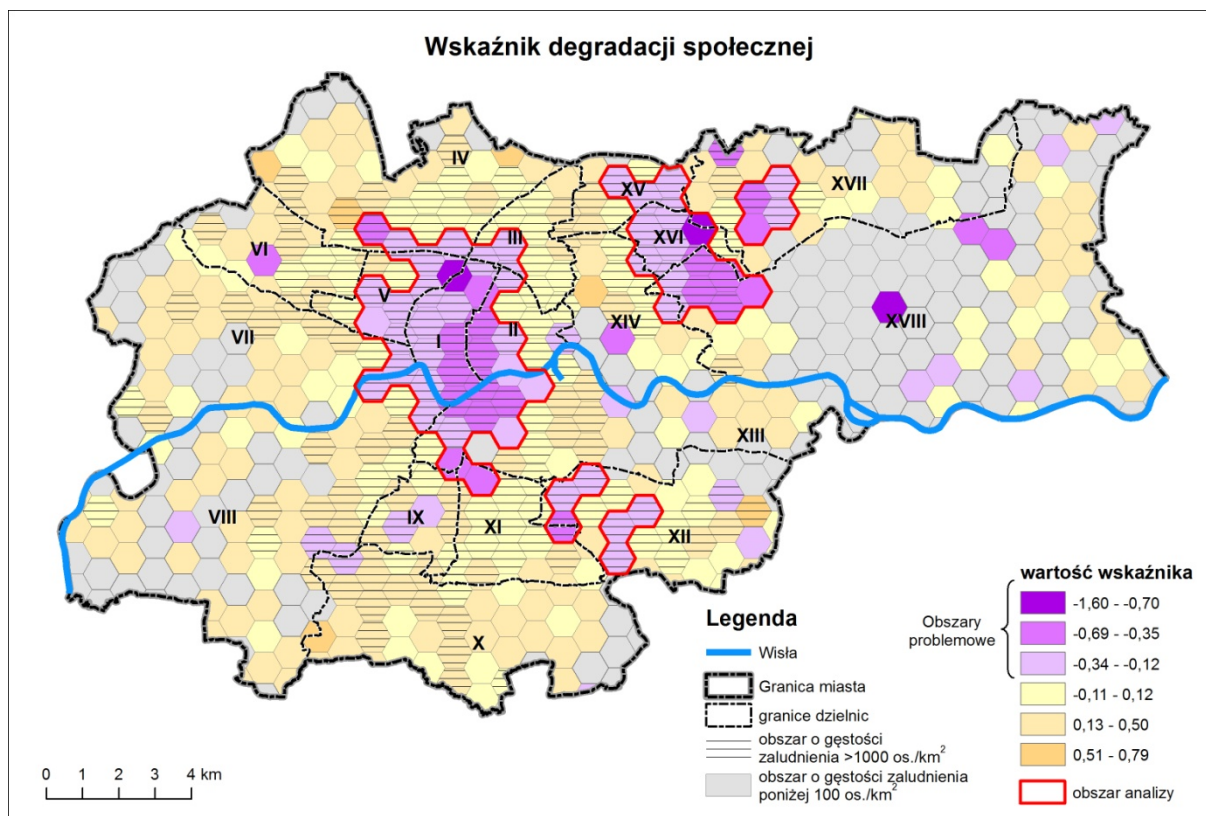 Wskaźnik degradacji społecznej
IV
XV
XVII
III
XVI
VI
V
II
XIV
XVIII
VII
I
XIII
VIII
IX
XI
XII
X
0 1 2 3 4 km
Legenda
Wisła
Granica miasta
granice dzielnic
obszar o gęstości
zaludnienia >1000 os./km²
obszar o gęstości zaludnienia
poniżej 100 os./km²
wartość wskaźnika
Obszary
problemowe
-1,60 - -0,70
-0,69 - -0,35
-0,34 - -0,12
-0,11 - 0,12
0,13 - 0,50
0,51 - 0,79
obszar analizy